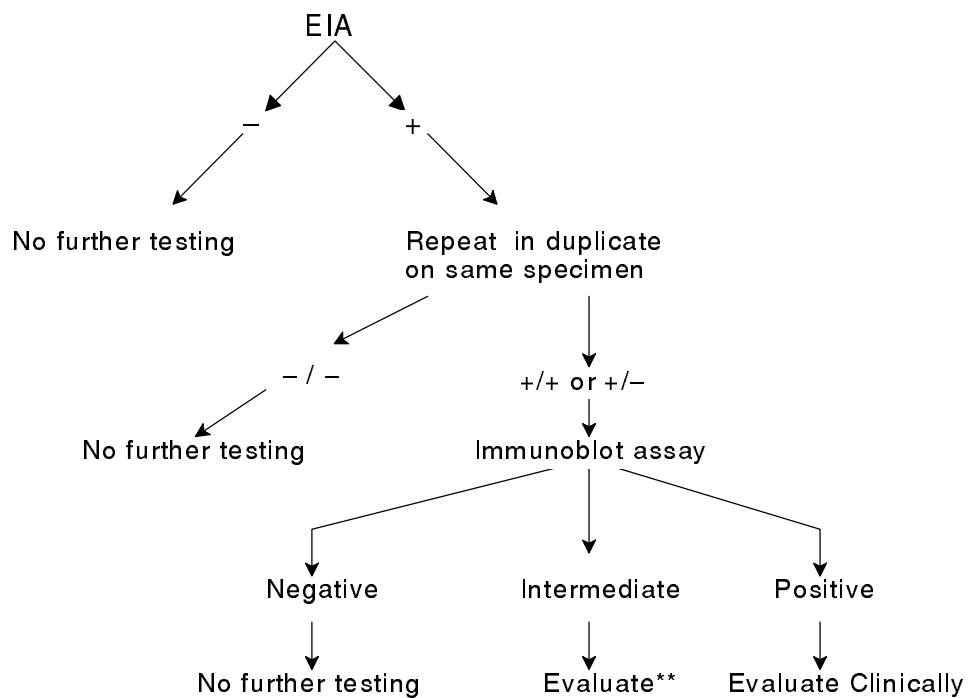 EIA
– +
No further testing
Repeat in duplicate
on same specimen
– / –
+/+ or +/–
No further testing
Immunoblot assay
Negative
Intermediate
Positive
No further testing
Evaluate**
Evaluate Clinically